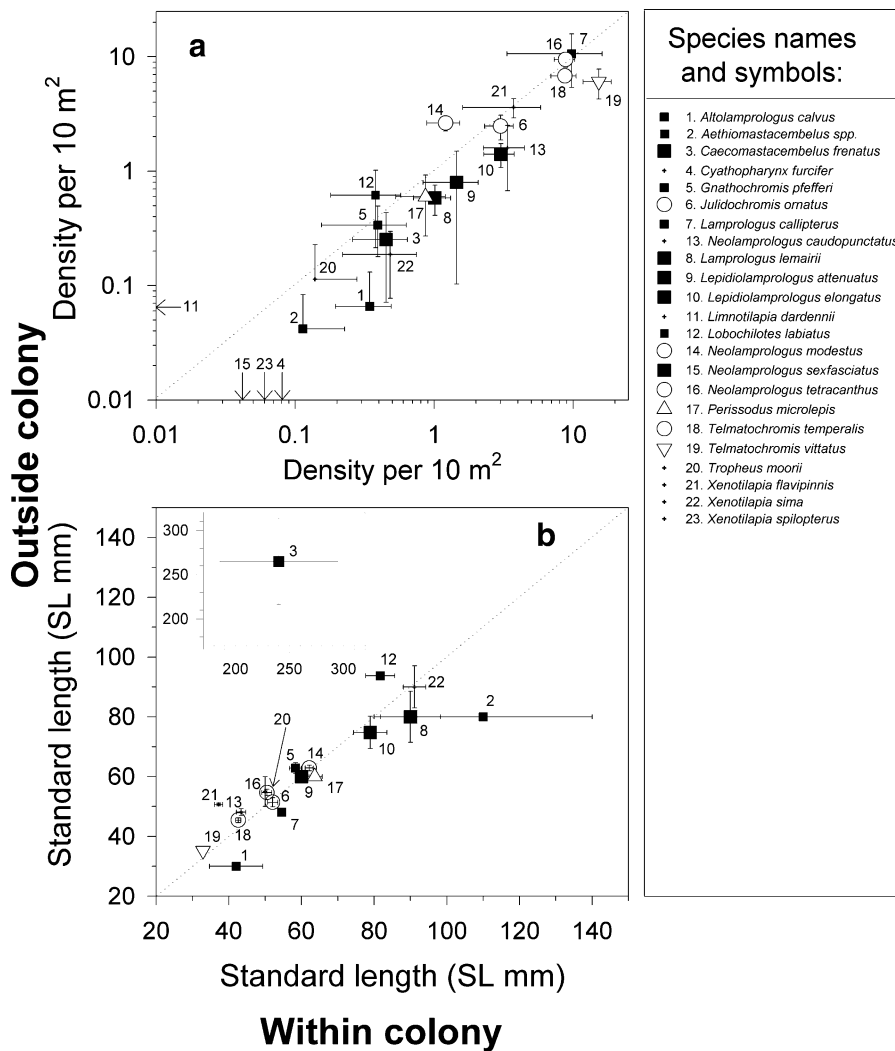 a
10
1
0.1
0.01
Density per 10 m²
16
7
18
19
21
14
6
13
10
12
9
17
8
5
3
22
20
1
2
11
15
23
4
0.01
0.1
1
10
Density per 10 m²
Outside colony
b
140
120
100
80
60
40
20
Standard length (SL mm)
300
250
200
3
200
250
300
12
22
2
8
10
20
5
14
16
9
17
6
21
13
7
18
19
1
20
40
60
80
100
120
140
Standard length (SL mm)
Within colony
Species names
and symbols:
1. Altolamprologus calvus
2. Aethiomastacembelus spp.
3. Caecomastacembelus frenatus
4. Cyathopharynx furcifer
5. Gnathochromis pfefferi
6. Julidochromis ornatus
7. Lamprologus callipterus
13. Neolamprologus caudopunctatus
8. Lamprologus lemairii
9. Lepidiolamprologus attenuatus
10. Lepidiolamprologus elongatus
11. Limnotilapia dardennii
12. Lobochilotes labiatus
14. Neolamprologus modestus
15. Neolamprologus sexfasciatus
16. Neolamprologus tetracanthus
17. Perissodus microlepis
18. Telmatochromis temperalis
19. Telmatochromis vittatus
20. Tropheus moorii
21. Xenotilapia flavipinnis
22. Xenotilapia sima
23. Xenotilapia spilopterus